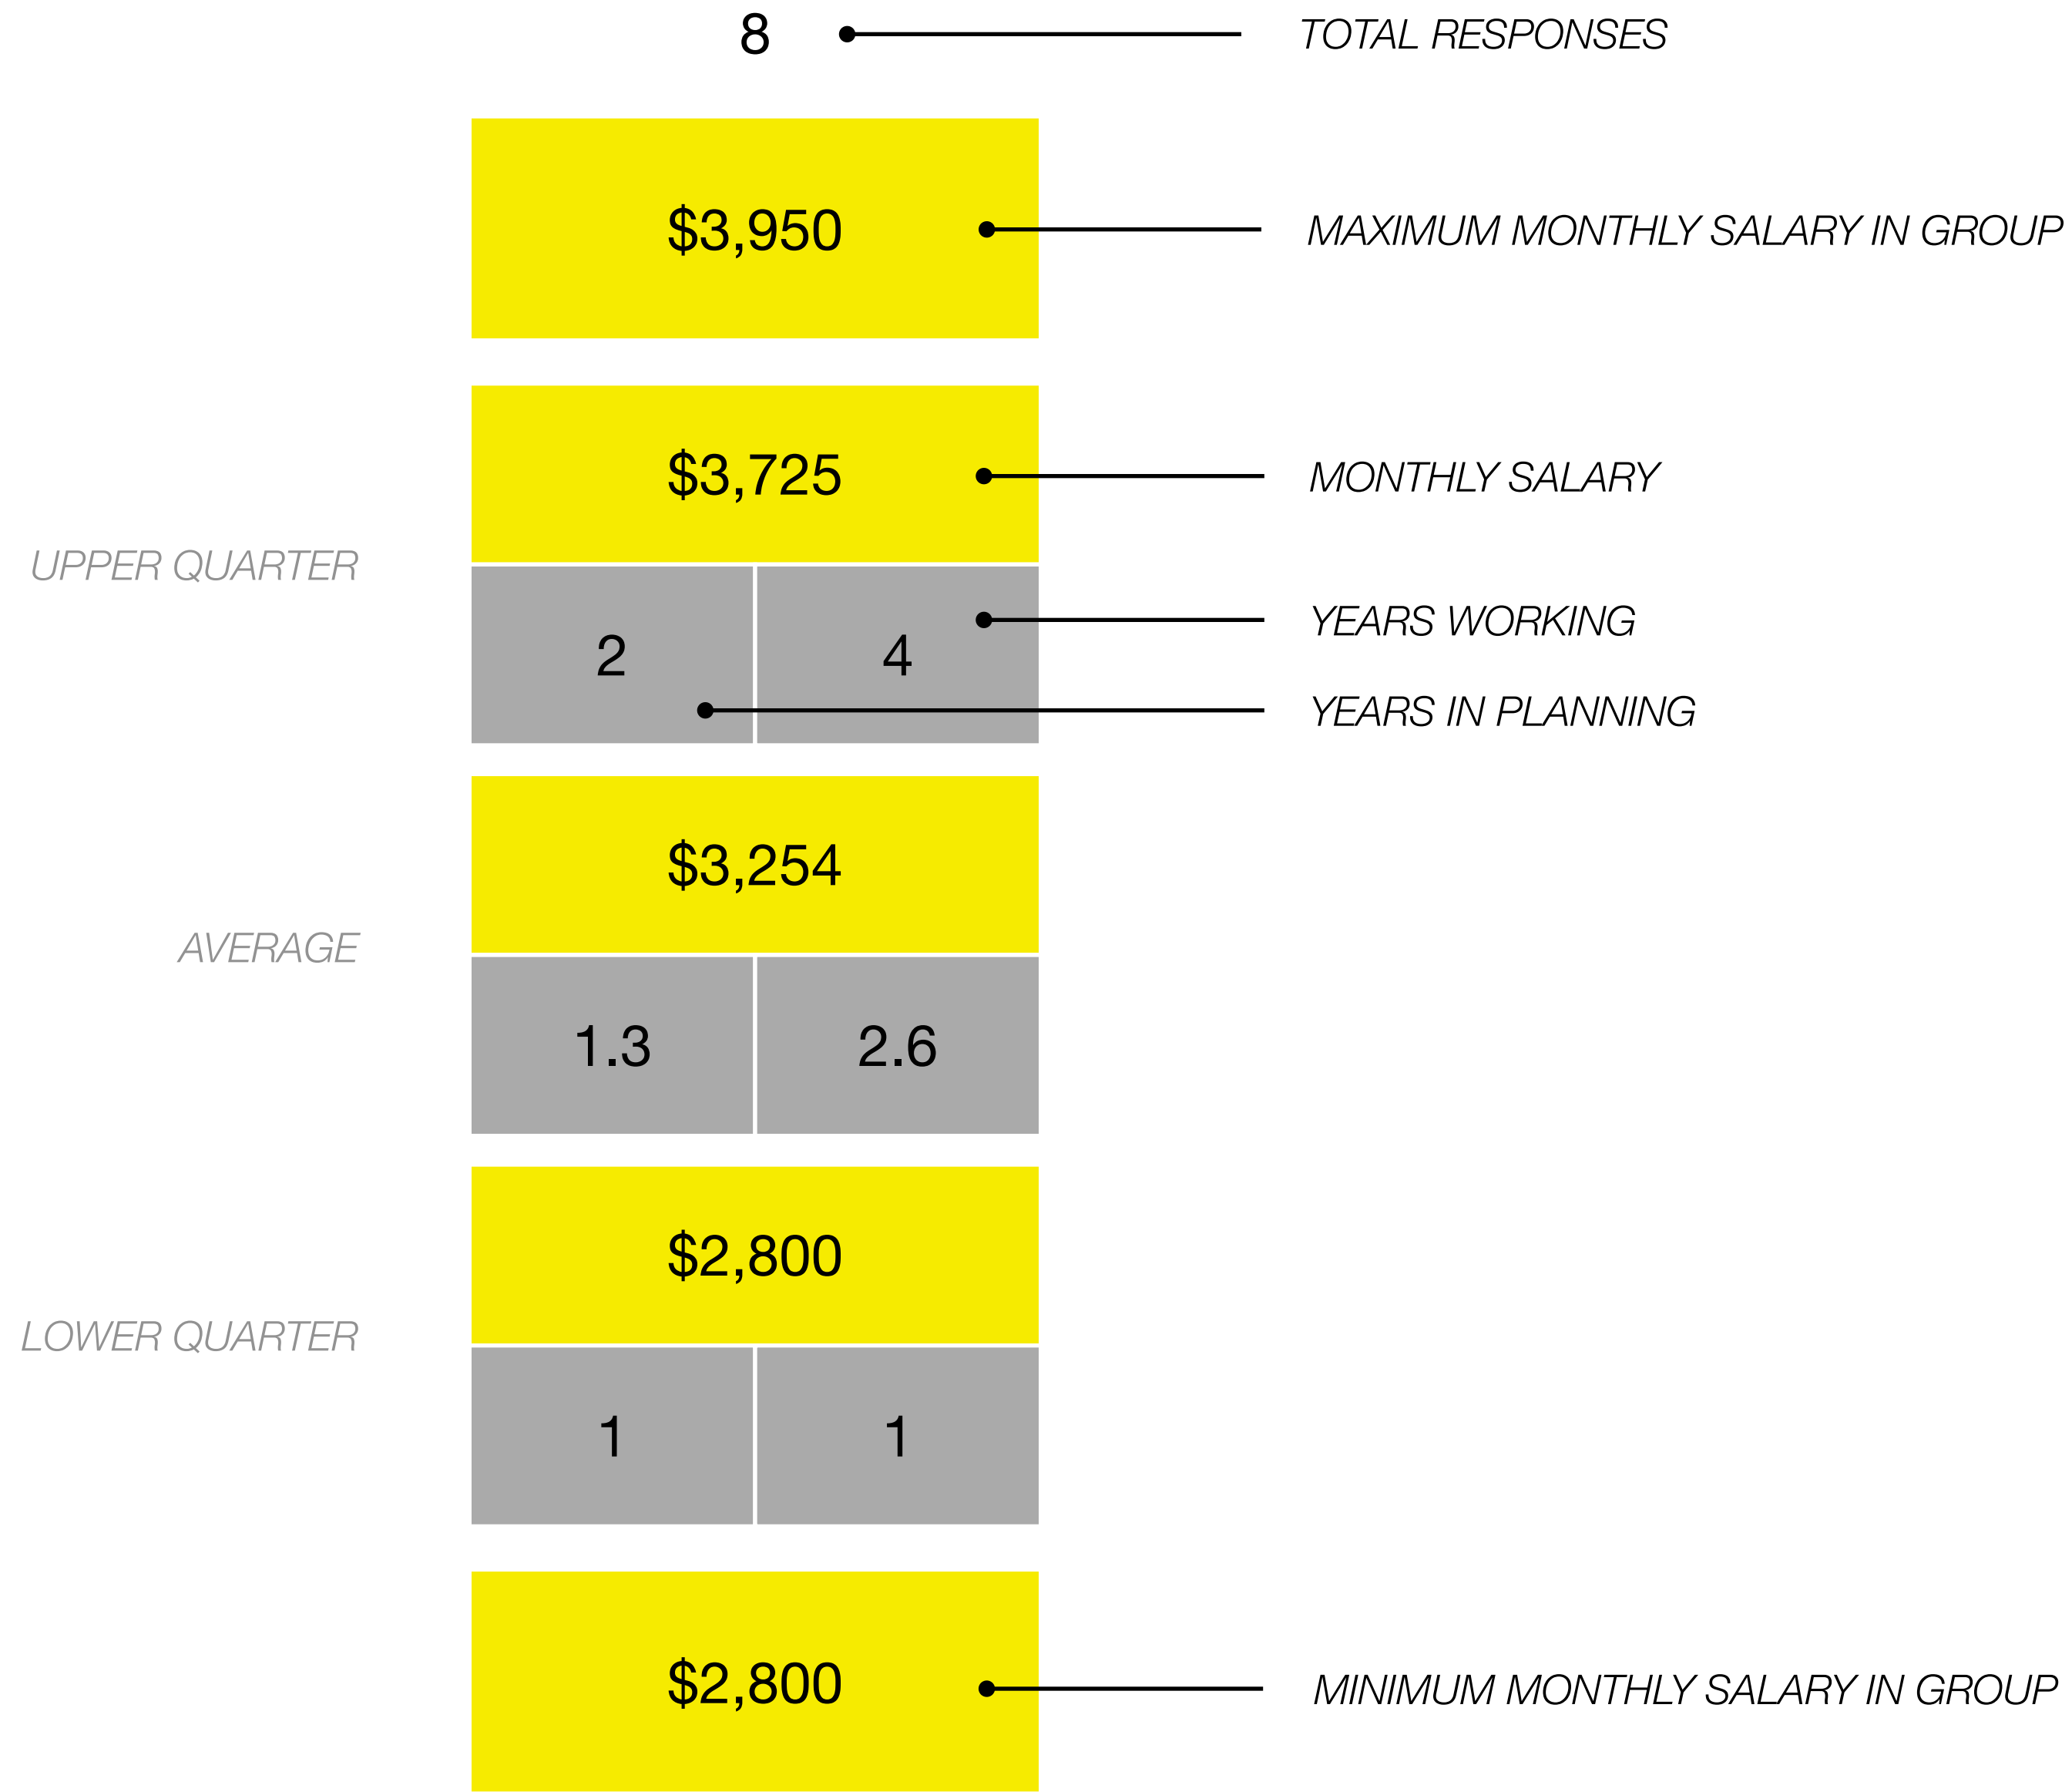 8 TOTAL RESPONSES
$3,950 MAXIMUM MONTHLY SALARY IN GROUP
$3,725 MONTHLY SALARY
UPPER QUARTER
2 4 YEARS WORKING
YEARS IN PLANNING
$3,254
AVERAGE
1.3 2.6
$2,800
LOWER QUARTER
1 1
$2,800 MINIMUM MONTHLY SALARY IN GROUP